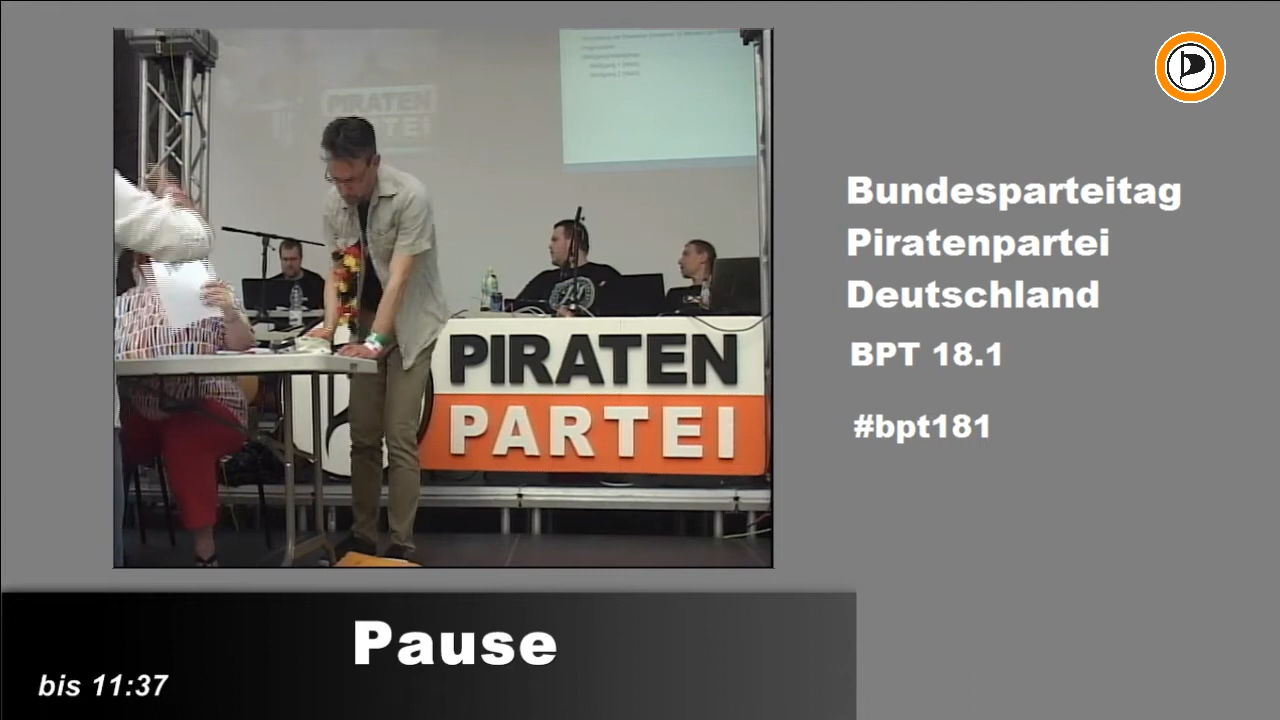 PIRATEN
PARTEI
PIRATEN
PARTEI
Bundesparteitag
Piratenpartei
Deutschland
BPT 18.1
#bpt181
Pause
bis 11:37